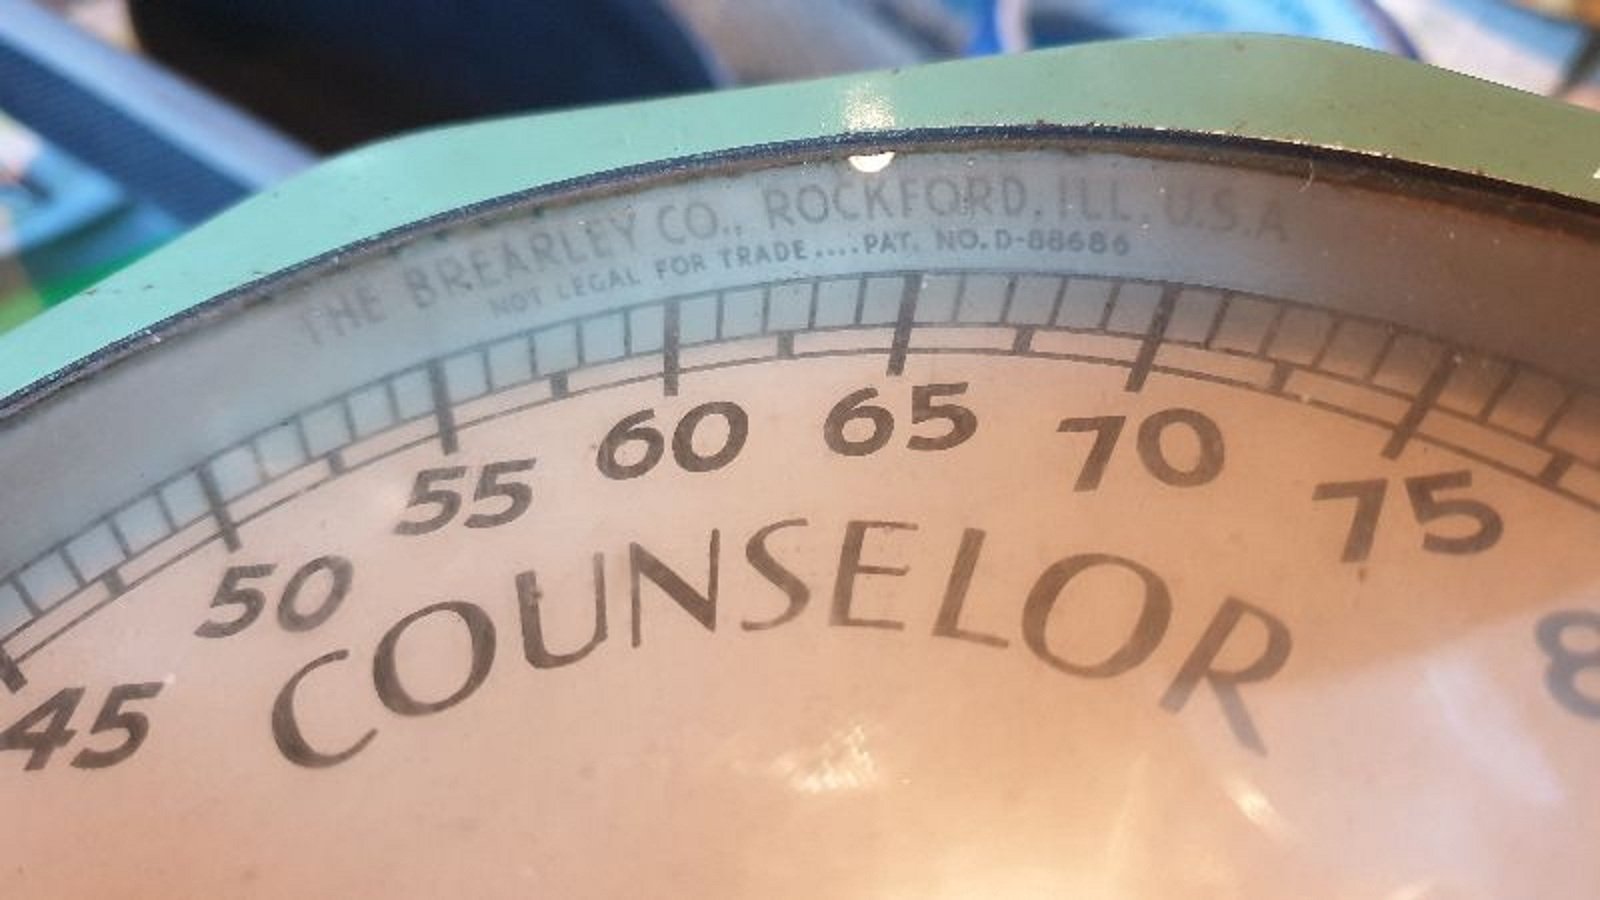 THE BREARLEY CO., ROCKFORD, ILL. U.S.A
NOT LEGAL FOR TRADE....PAT. NO. D-88686
45 50 55 60 65 70 75 8
COUNSELOR